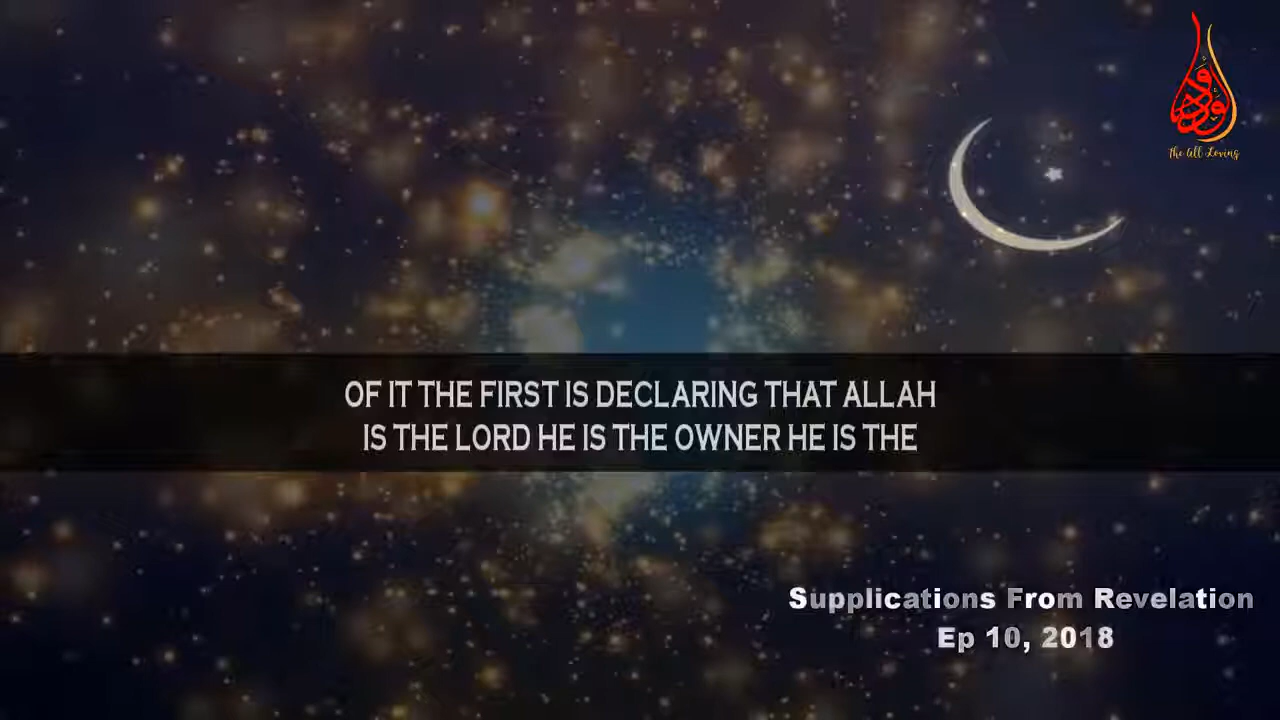 الودود
The All Loving
OF IT THE FIRST IS DECLARING THAT ALLAH
IS THE LORD HE IS THE OWNER HE IS THE
Supplications From Revelation
Ep 10, 2018